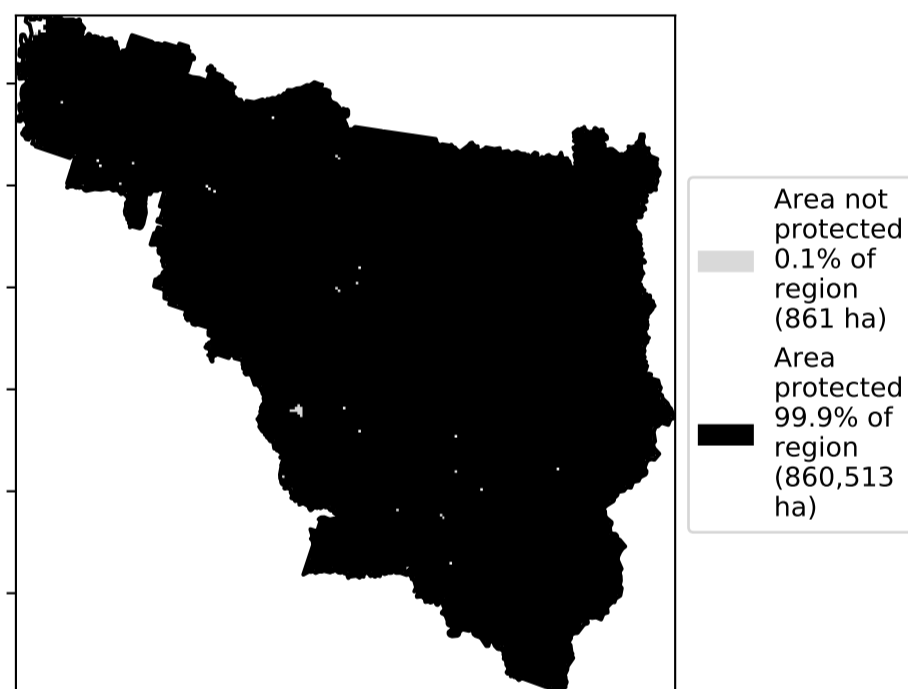 Area not
protected
0.1% of
region
(861 ha)
Area
protected
99.9% of
region
(860,513
ha)